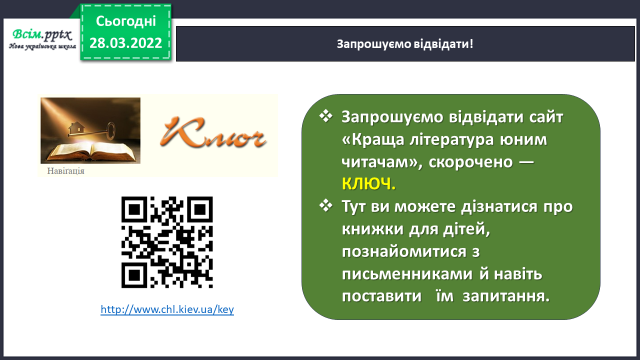 Всім.pptx
Нова українська школа
Сьогодні
28.03.2022
Запрошуємо відвідати!
Ключ
Навігація
http://www.chl.kiev.ua/key
❖ Запрошуємо відвідати сайт
«Краща література юним
читачам», скорочено —
КЛЮЧ.
❖ Тут ви можете дізнатися про
книжки для дітей,
познайомитися з
письменниками й навіть
поставити їм запитання.